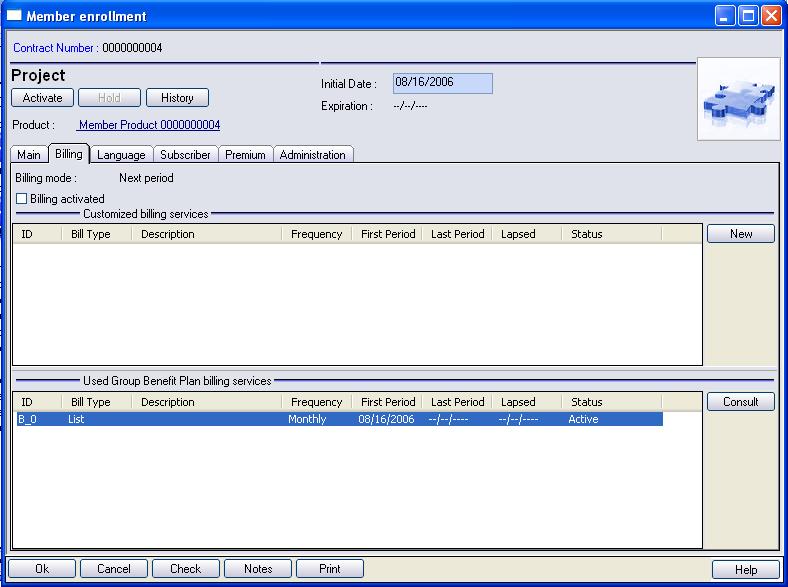 Member enrollment
Contract Number : 0000000004
Project
Activate Hold History
Initial Date : 08/16/2006
Expiration : --/--/----
Product : Member Product 0000000004
Main Billing Language Subscriber Premium Administration
Billing mode : Next period
Billing activated
Customized billing services
ID Bill Type Description Frequency First Period Last Period Lapsed Status
New
Used Group Benefit Plan billing services
ID Bill Type Description Frequency First Period Last Period Lapsed Status
Consult
B_0 List Monthly 08/16/2006 --/--/---- --/--/---- Active
Ok Cancel Check Notes Print Help